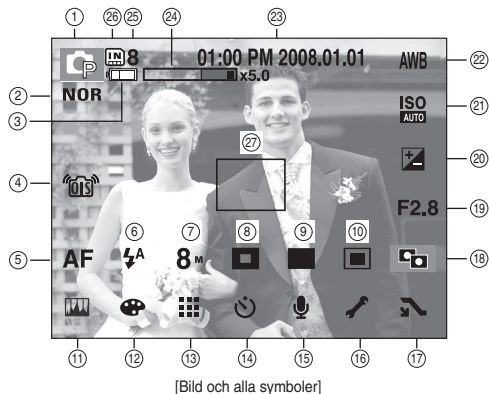 ① ㉖ ㉕ ㉔ ㉓
IN 8 01:00 PM 2008.01.01 AWB ㉒
P x5.0
② NOR ISO AUTO ㉑
③
㉗ ⑳
④ OIS F2.8 ⑲
⑥ ⑦ ⑧ ⑨ ⑩
⑤ AF A 8M ⑱
⑪ ⑫ ⑬ ⑭ ⑮ ⑯ ⑰
[Bild och alla symboler]